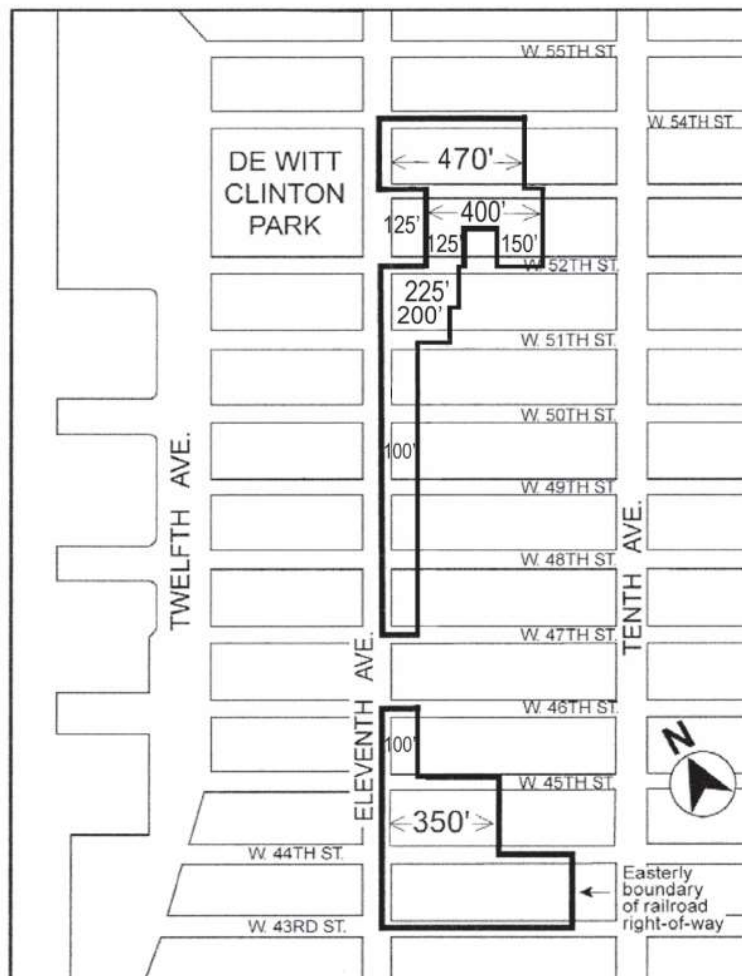 W. 55TH ST.
W. 54TH ST.
DE WITT
CLINTON
PARK
470'
400'
125'
125'
150'
W. 52TH ST.
225'
200'
W. 51TH ST.
W. 50TH ST.
100'
W. 49TH ST
W. 48TH ST.
W. 47TH ST.
TWELFTH AVE.
ELEVENTH AVE.
TENTH AVE.
W. 46TH ST.
100'
N
W. 45TH ST.
350'
W. 44TH ST.
W. 43RD ST.
Easterly
boundary
of railroad
right-of-way